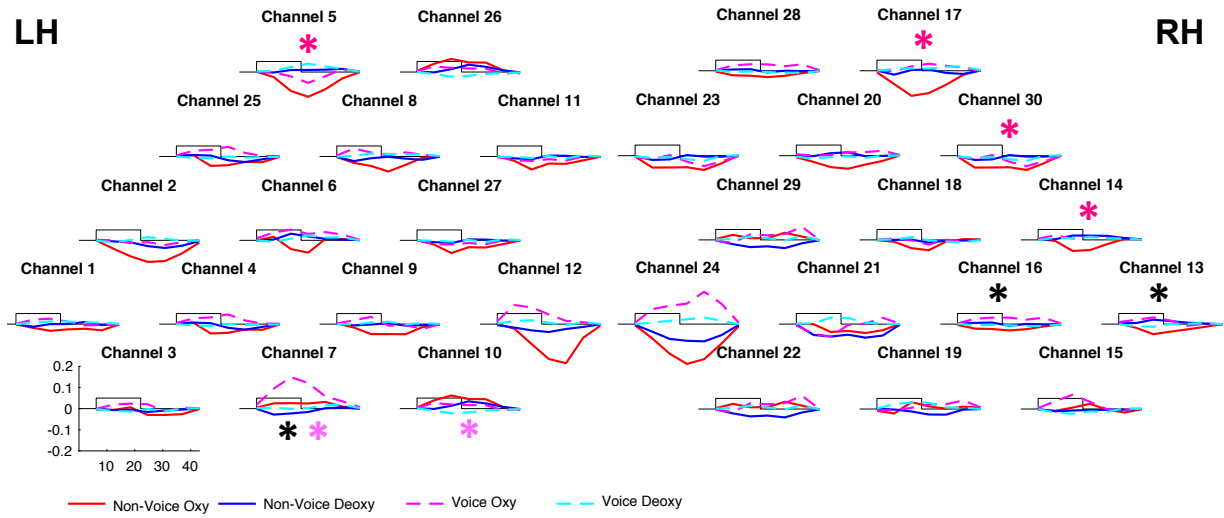 LH
RH
Channel 5
Channel 26
Channel 28
Channel 17
*
*
Channel 25
Channel 8
Channel 11
Channel 23
Channel 20
Channel 30
*
Channel 2
Channel 6
Channel 27
Channel 29
Channel 18
Channel 14
*
Channel 1
Channel 4
Channel 9
Channel 12
Channel 24
Channel 21
Channel 16
Channel 13
*
*
Channel 3
Channel 7
Channel 10
Channel 22
Channel 19
Channel 15
0.2
0.1
0
-0.1
-0.2
10 20 30 40
* *
*
Non-Voice Oxy
Non-Voice Deoxy
Voice Oxy
Voice Deoxy